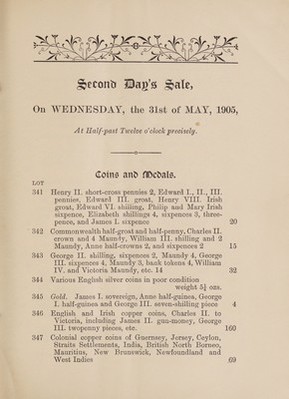 Second Day's Sale,
On WEDNESDAY, the 31st of MAY, 1905,
At Half-past Twelve o'clock precisely.
Coins and Medals.
LOT
341 Henry II. short-cross pennies 2, Edward I., II., III.
pennies, Edward III. groat, Henry VIII. Irish
groat, Edward VI. shilling, Philip and Mary Irish
sixpence, Elizabeth shillings 4, sixpences 3, three-
pence, and James I. sixpence 20
342 Commonwealth half-groat and half-penny, Charles II.
crown and 4 Maundy, William III. shilling and 2
Maundy, Anne half-crowns 2, and sixpences 2 15
343 George II. shilling, sixpences 2, Maundy 4, George
III. sixpences 4, Maundy 3, bank tokens 4, William
IV. and Victoria Maundy, etc. 14 32
344 Various English silver coins in poor condition
weight 5½ ozs.
345 Gold. James I. sovereign, Anne half-guinea, George
I. half-guinea and George III. seven-shilling piece 4
346 English and Irish copper coins, Charles II. to
Victoria, including James II. gun-money, George
III. twopenny pieces, etc. 160
347 Colonial copper coins of Guernsey, Jersey, Ceylon,
Straits Settlements, India, British North Borneo,
Mauritius, New Brunswick, Newfoundland and
West Indies 69